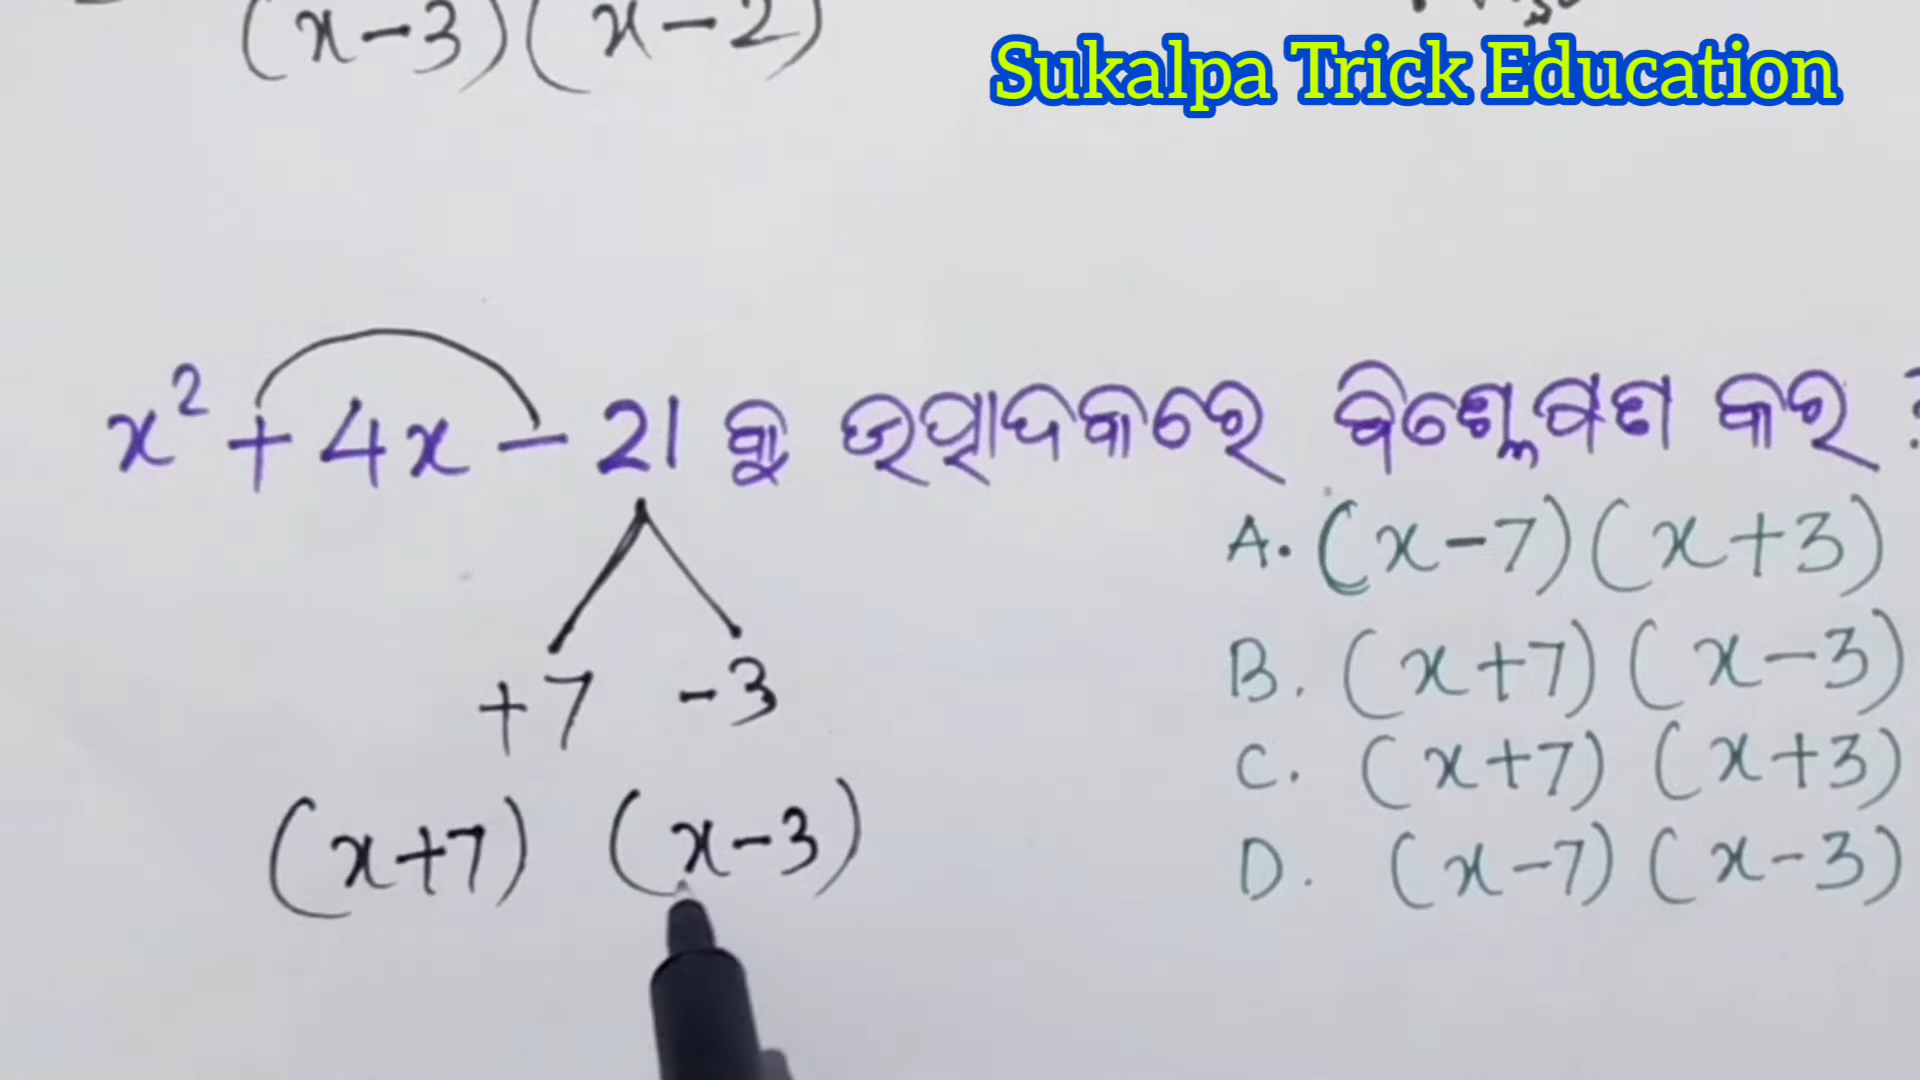 (x-3)(x-2)
Sukalpa Trick Education
x² + 4x - 21 କୁ ଉତ୍ପାଦକରେ ବିଶ୍ଳେଷଣ କର ?
+7 -3
(x+7) (x-3)
A. (x-7)(x+3)
B. (x+7)(x-3)
C. (x+7) (x+3)
D. (x-7)(x-3)